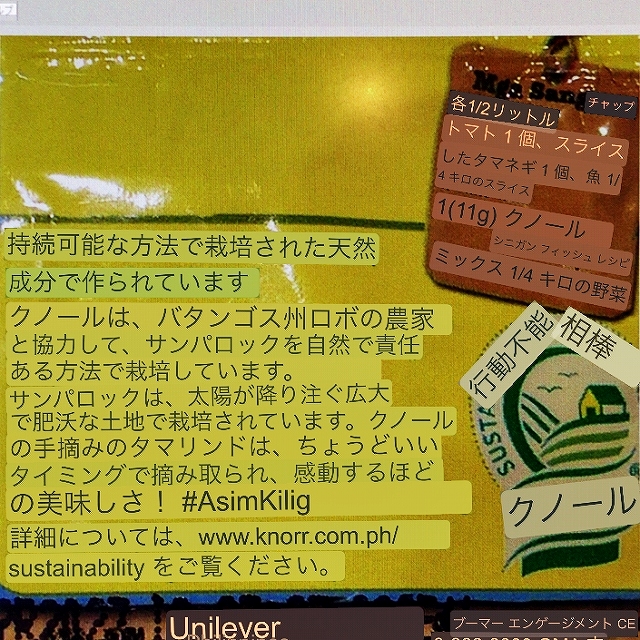 チャップ
各1/2リットル
トマト 1 個、スライス
したタマネギ 1 個、魚 1/
4 キロのスライス
1(11g) クノール
シニガン フィッシュ レシピ
ミックス 1/4 キロの野菜
持続可能な方法で栽培された天然
成分で作られています
クノールは、バタンゴス州ロボの農家
と協力して、サンパロックを自然で責任
ある方法で栽培しています。
サンパロックは、太陽が降り注ぐ広大
で肥沃な土地で栽培されています。クノール
の手摘みのタマリンドは、ちょうどいい
タイミングで摘み取られ、感動するほど
の美味しさ！ #AsimKilig
詳細については、www.knorr.com.ph/
sustainability をご覧ください。
行動不能
相棒
SUSTA
クノール
Unilever
ブーマー エンゲージメント CE